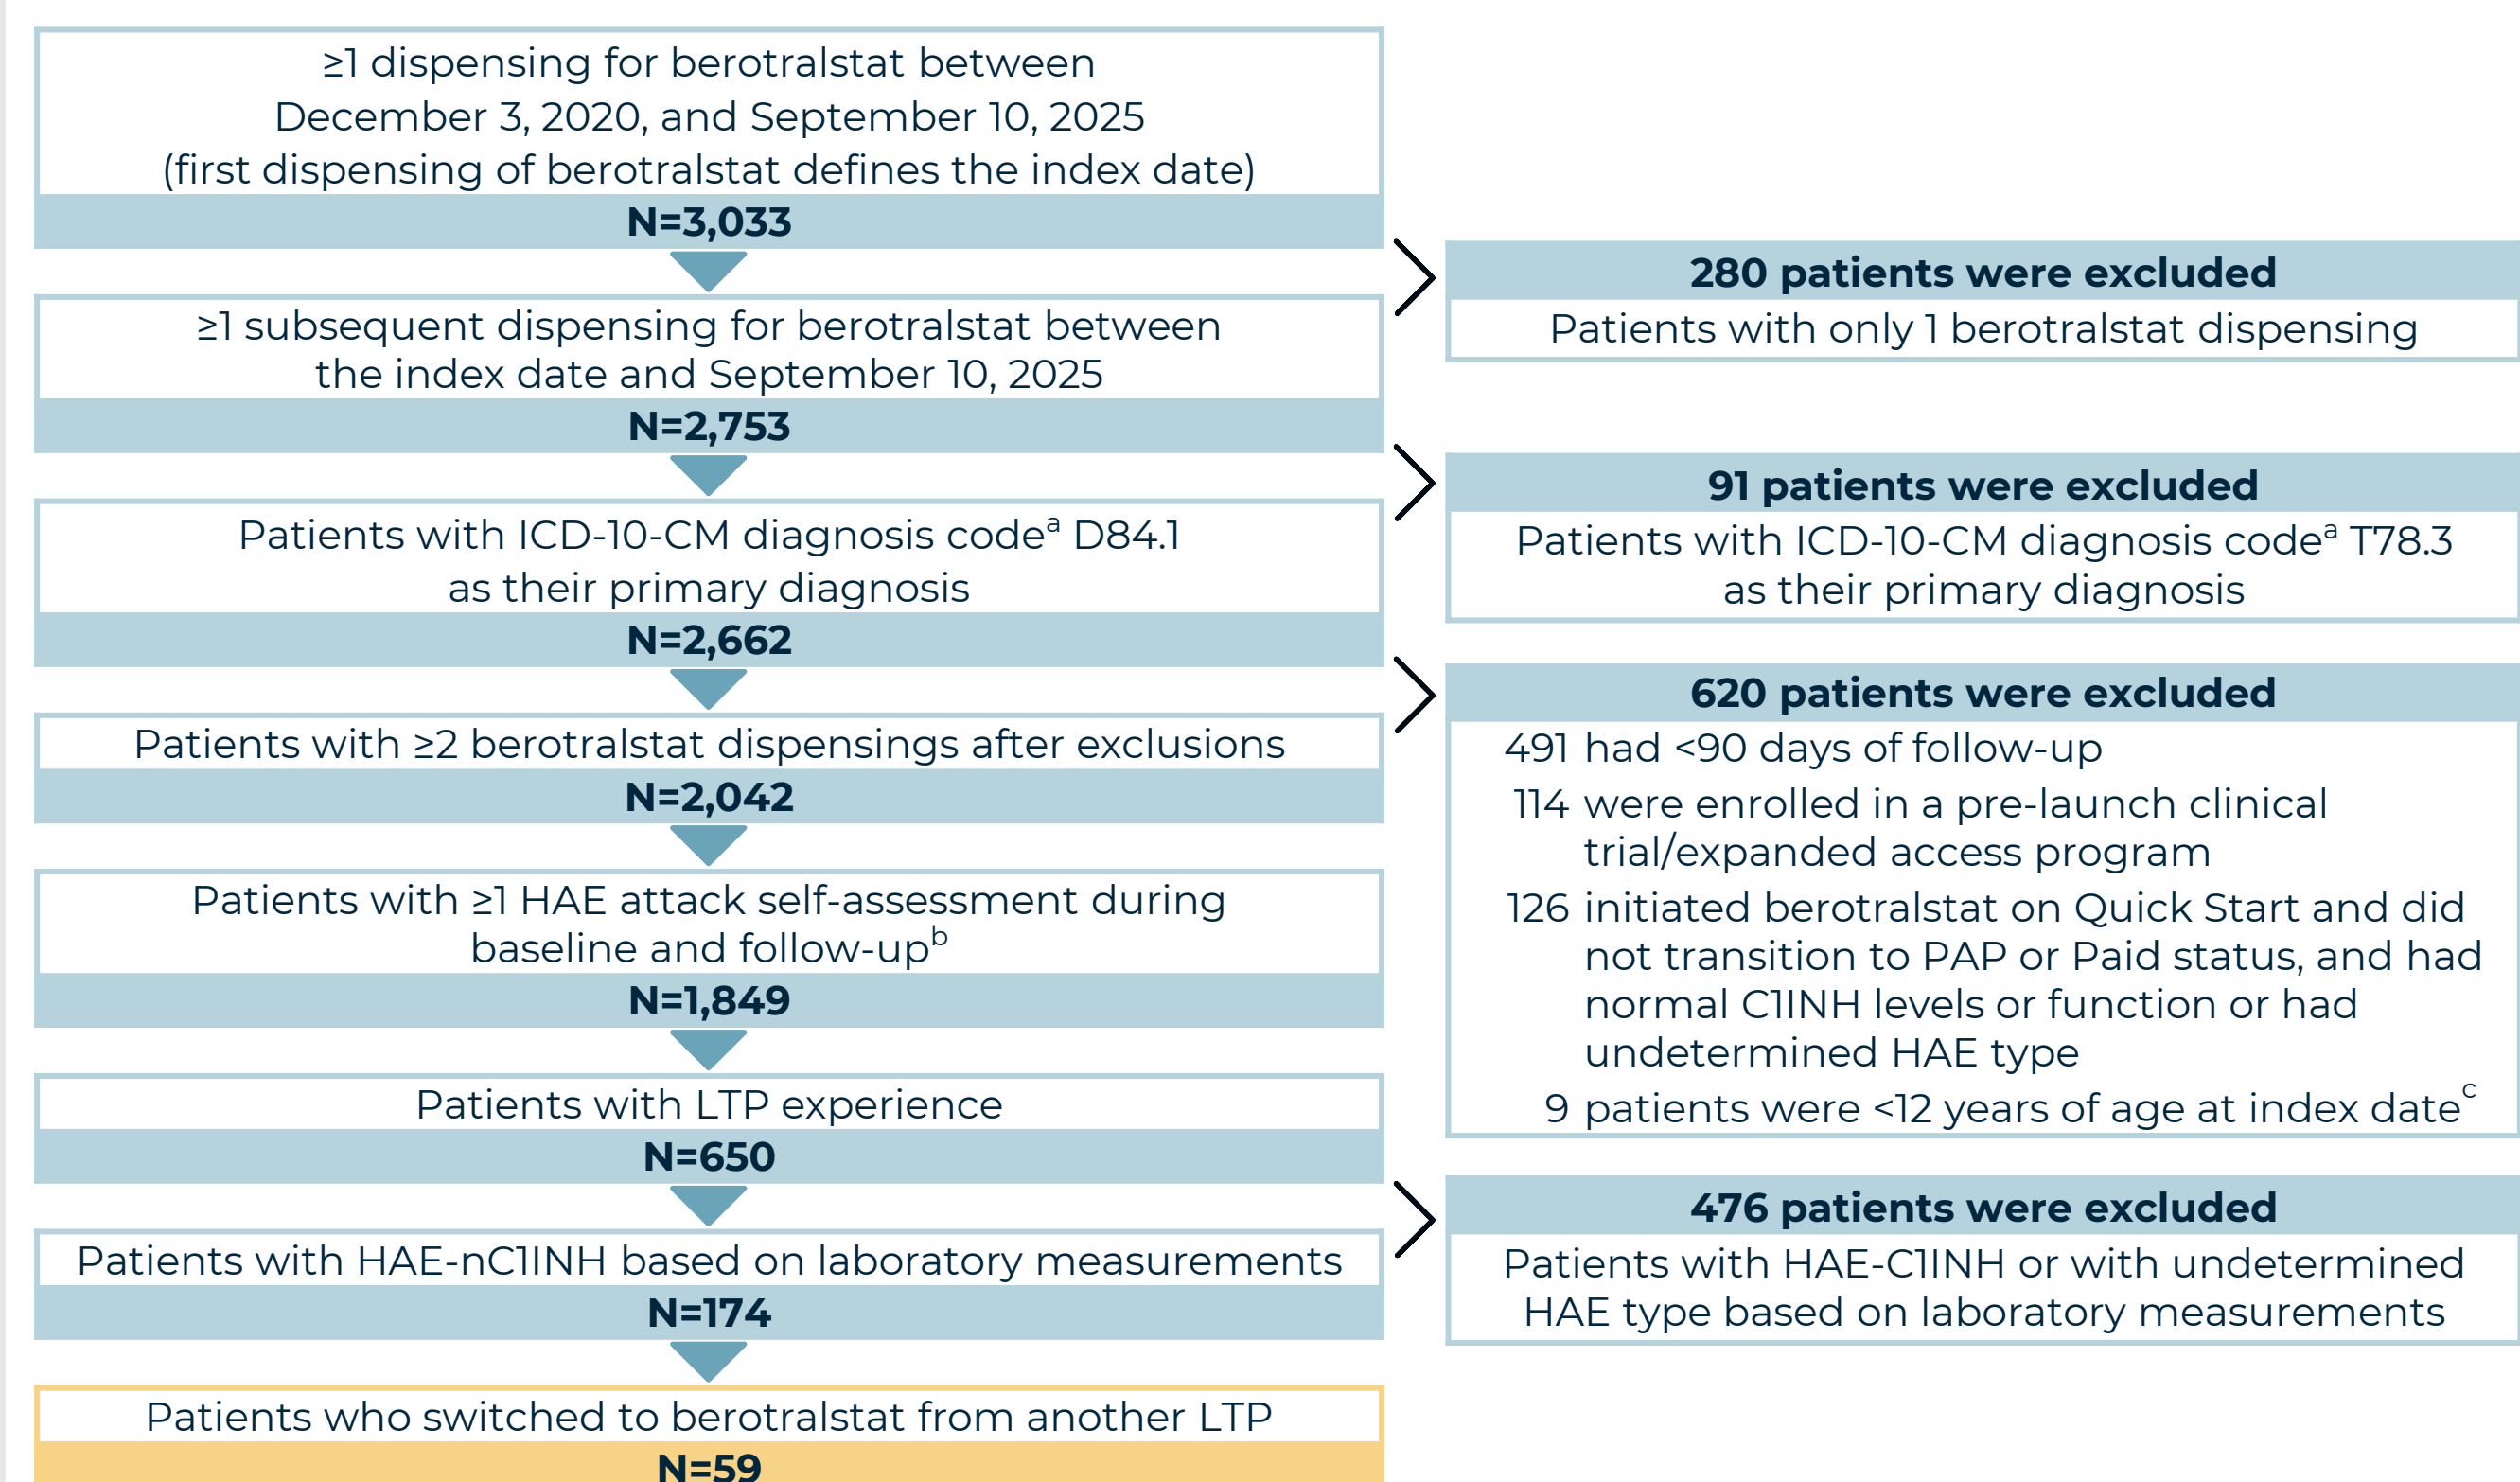 ≥1 dispensing for berotralstat between
December 3, 2020, and September 10, 2025
(first dispensing of berotralstat defines the index date)
N=3,033
280 patients were excluded
Patients with only 1 berotralstat dispensing
≥1 subsequent dispensing for berotralstat between
the index date and September 10, 2025
N=2,753
91 patients were excluded
Patients with ICD-10-CM diagnosis codeᵃ T78.3
as their primary diagnosis
Patients with ICD-10-CM diagnosis codeᵃ D84.1
as their primary diagnosis
N=2,662
620 patients were excluded
491 had <90 days of follow-up
114 were enrolled in a pre-launch clinical
trial/expanded access program
126 initiated berotralstat on Quick Start and did
not transition to PAP or Paid status, and had
normal C1INH levels or function or had
undetermined HAE type
9 patients were <12 years of age at index dateᶜ
Patients with ≥2 berotralstat dispensings after exclusions
N=2,042
Patients with ≥1 HAE attack self-assessment during
baseline and follow-upᵇ
N=1,849
Patients with LTP experience
N=650
476 patients were excluded
Patients with HAE-C1INH or with undetermined
HAE type based on laboratory measurements
Patients with HAE-nC1INH based on laboratory measurements
N=174
Patients who switched to berotralstat from another LTP
N=59